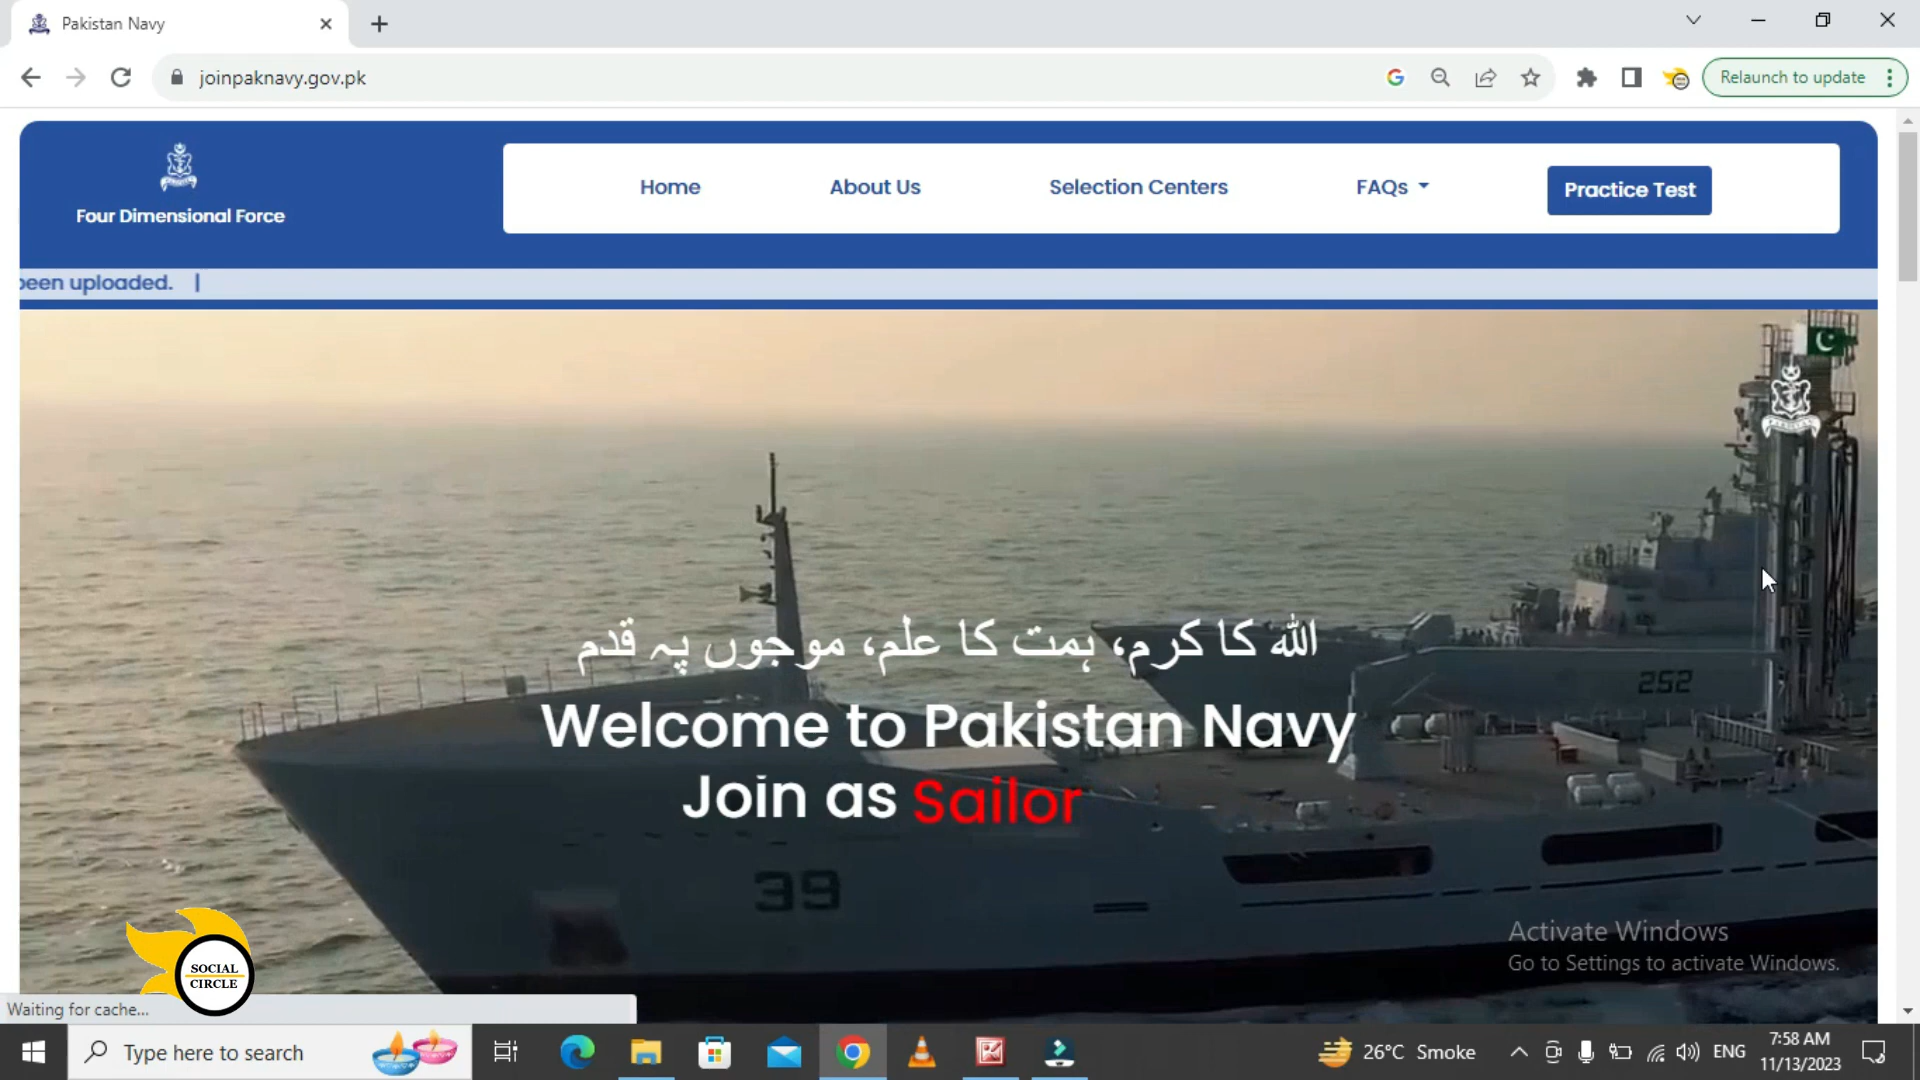 Pakistan Navy
joinpaknavy.gov.pk
Relaunch to update
Four Dimensional Force
Home
About Us
Selection Centers
FAQs
Practice Test
been uploaded. |
الله کا کرم، ہمت کا علم، موجوں پہ قدم
252
Welcome to Pakistan Navy
Join as Sailor
39
Activate Windows
Go to Settings to activate Windows.
SOCIAL
CIRCLE
Waiting for cache...
Type here to search
26°C Smoke
ENG
7:58 AM
11/13/2023